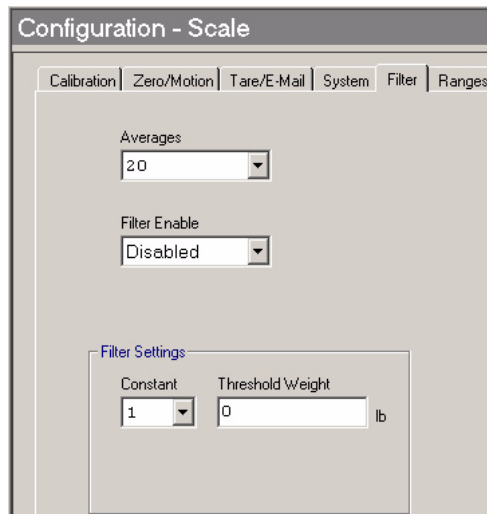 Configuration - Scale
Calibration Zero/Motion Tare/E-Mail System Filter Ranges
Averages
20
Filter Enable
Disabled
Filter Settings
Constant Threshold Weight
1 0 lb